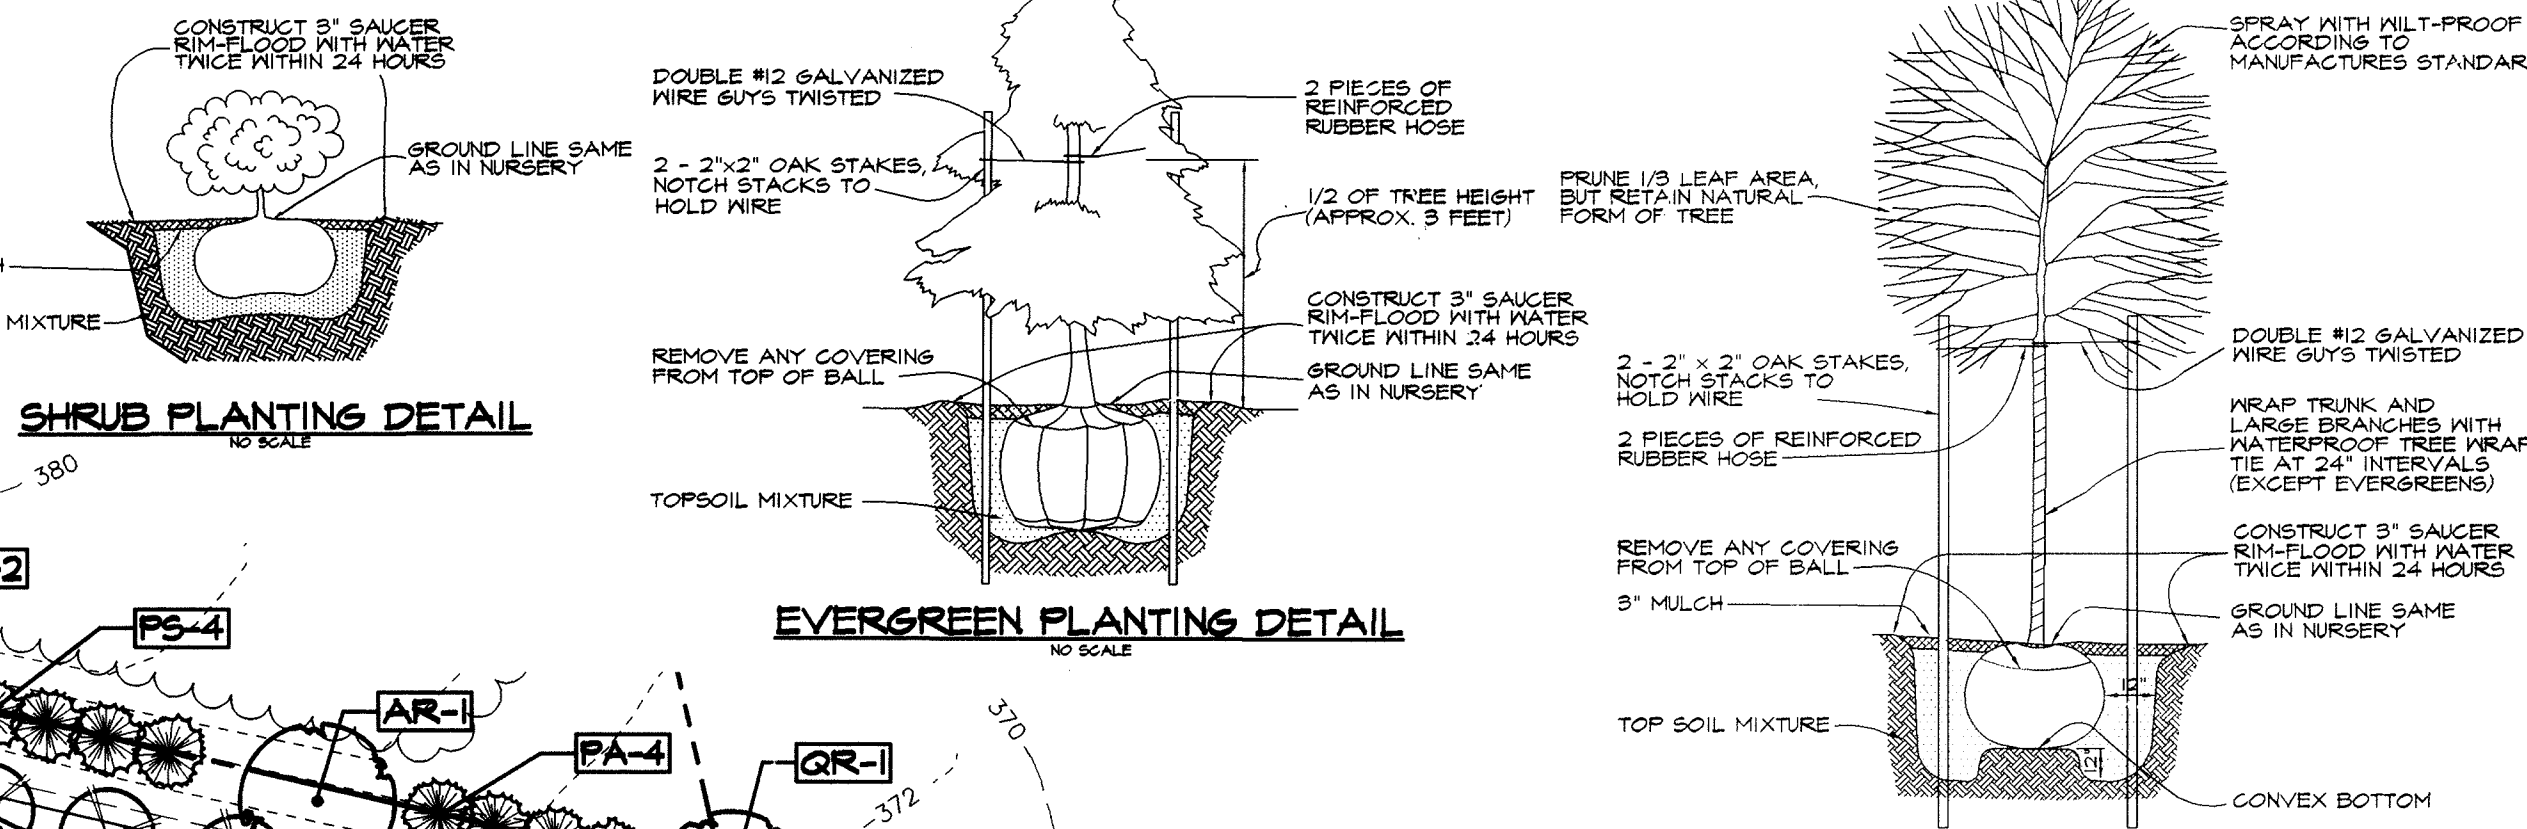 CONSTRUCT 3" SAUCER
RIM-FLOOD WITH WATER
TWICE WITHIN 24 HOURS
GROUND LINE SAME
AS IN NURSERY
MIXTURE
SHRUB PLANTING DETAIL
NO SCALE
DOUBLE #12 GALVANIZED
WIRE GUYS TWISTED
2 - 2"x2" OAK STAKES,
NOTCH STACKS TO
HOLD WIRE
2 PIECES OF
REINFORCED
RUBBER HOSE
1/2 OF TREE HEIGHT
(APPROX. 3 FEET)
CONSTRUCT 3" SAUCER
RIM-FLOOD WITH WATER
TWICE WITHIN 24 HOURS
REMOVE ANY COVERING
FROM TOP OF BALL
GROUND LINE SAME
AS IN NURSERY
TOPSOIL MIXTURE
EVERGREEN PLANTING DETAIL
NO SCALE
SPRAY WITH WILT-PROOF
ACCORDING TO
MANUFACTURES
PRUNE 1/3 LEAF AREA,
BUT RETAIN NATURAL
FORM OF TREE
DOUBLE #12 GALVANIZED
WIRE GUYS TWISTED
2 - 2" x 2" OAK STAKES,
NOTCH STACKS TO
HOLD WIRE
2 PIECES OF REINFORCED
RUBBER HOSE
WRAP TRUNK AND
LARGE BRANCHES WITH
WATERPROOF TREE WRAP
TIE AT 24" INTERVALS
(EXCEPT EVERGREENS)
REMOVE ANY COVERING
FROM TOP OF BALL
CONSTRUCT 3" SAUCER
RIM-FLOOD WITH WATER
TWICE WITHIN 24 HOURS
3" MULCH
GROUND LINE SAME
AS IN NURSERY
12"
TOP SOIL MIXTURE
12"
CONVEX BOTTOM
380
-2
PS-4
AR-1
PA-4
QR-1
370
372